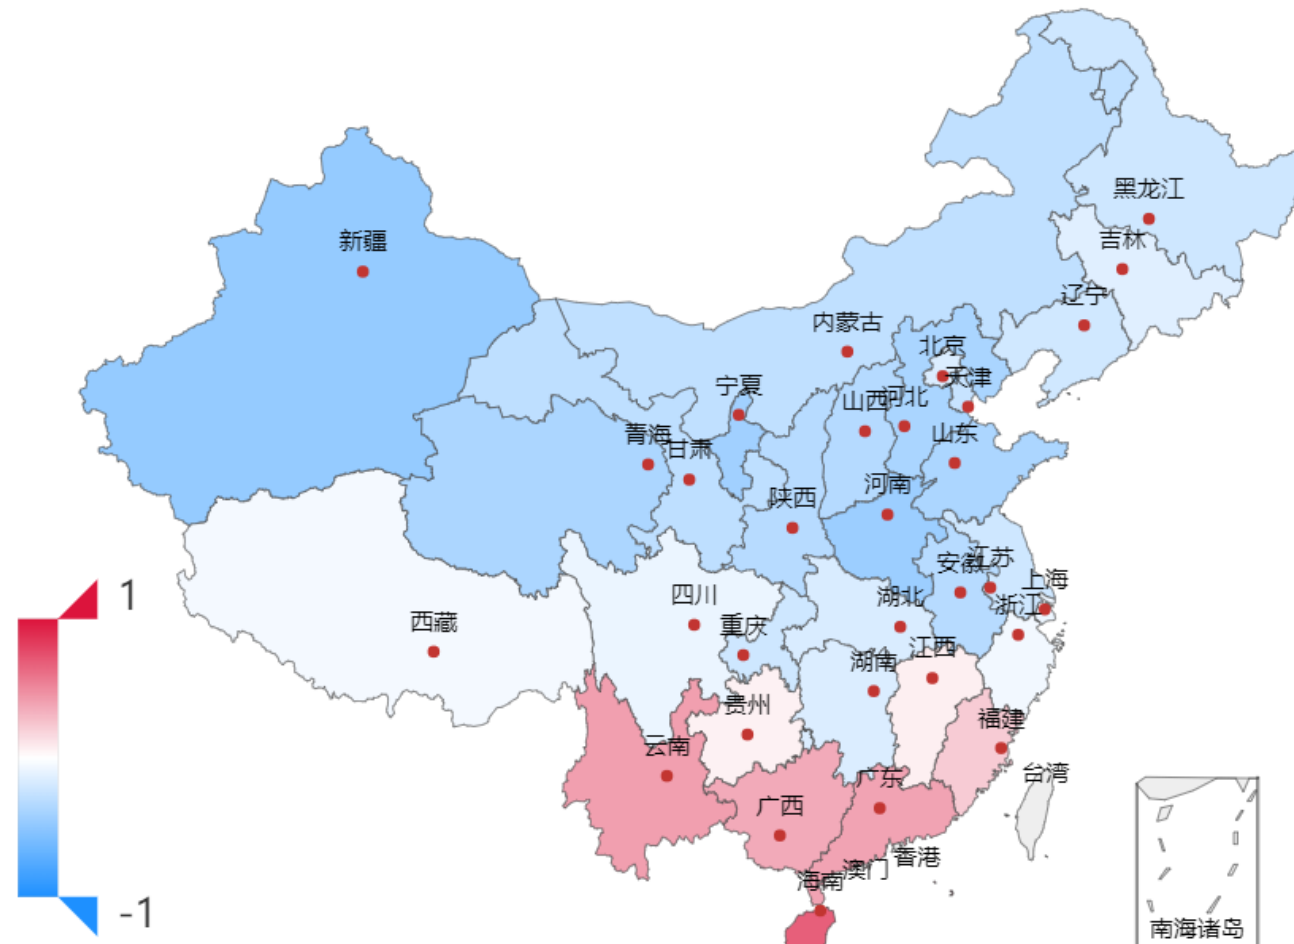 黑龙江
新疆
吉林
辽宁
内蒙古
北京
天津
宁夏
山西
河北
青海
甘肃
山东
河南
陕西
安徽
江苏
上海
1
四川
湖北
浙江
西藏
重庆
湖南
江西
贵州
福建
云南
台湾
广东
广西
香港
澳门
海南
-1
南海诸岛